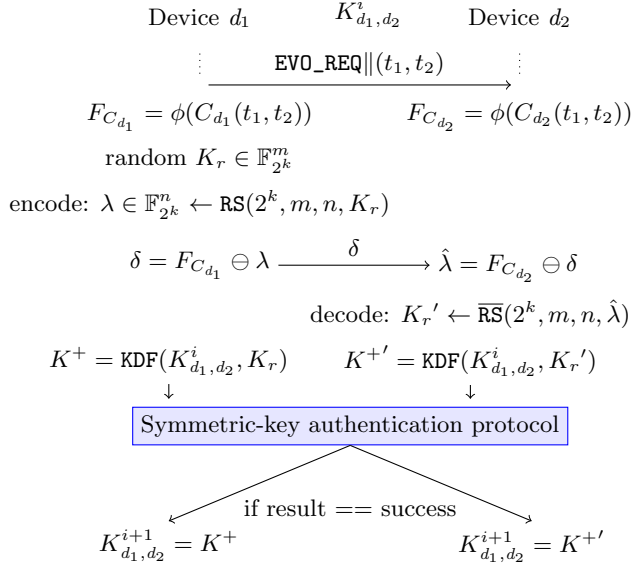 Device d₁ K^i_{d₁,d₂} Device d₂
EVO_REQ||(t₁, t₂)
F_{C_{d₁}} = ϕ(C_{d₁}(t₁, t₂)) F_{C_{d₂}} = ϕ(C_{d₂}(t₁, t₂))
random K_r ∈ 𝔽^m_{2^k}
encode: λ ∈ 𝔽^n_{2^k} ← RS(2^k, m, n, K_r)
δ = F_{C_{d₁}} ⊖ λ δ λ̂ = F_{C_{d₂}} ⊖ δ
decode: K_r′ ← R̅S̅(2^k, m, n, λ̂)
K⁺ = KDF(K^i_{d₁,d₂}, K_r) K⁺′ = KDF(K^i_{d₁,d₂}, K_r′)
Symmetric-key authentication protocol
if result == success
K^{i+1}_{d₁,d₂} = K⁺ K^{i+1}_{d₁,d₂} = K⁺′